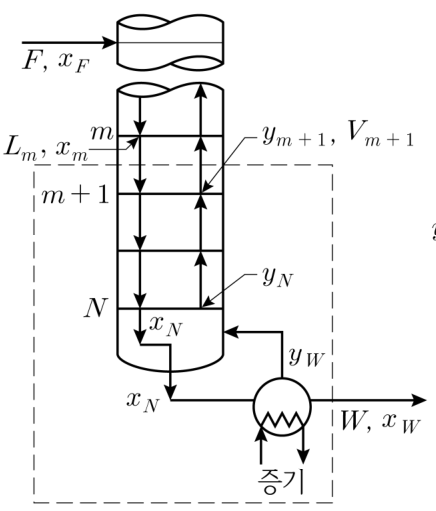 F, x_F
m
L_m, x_m
y_{m+1}, V_{m+1}
m+1
y_N
N
x_N
y_W
x_N
W, x_W
증기